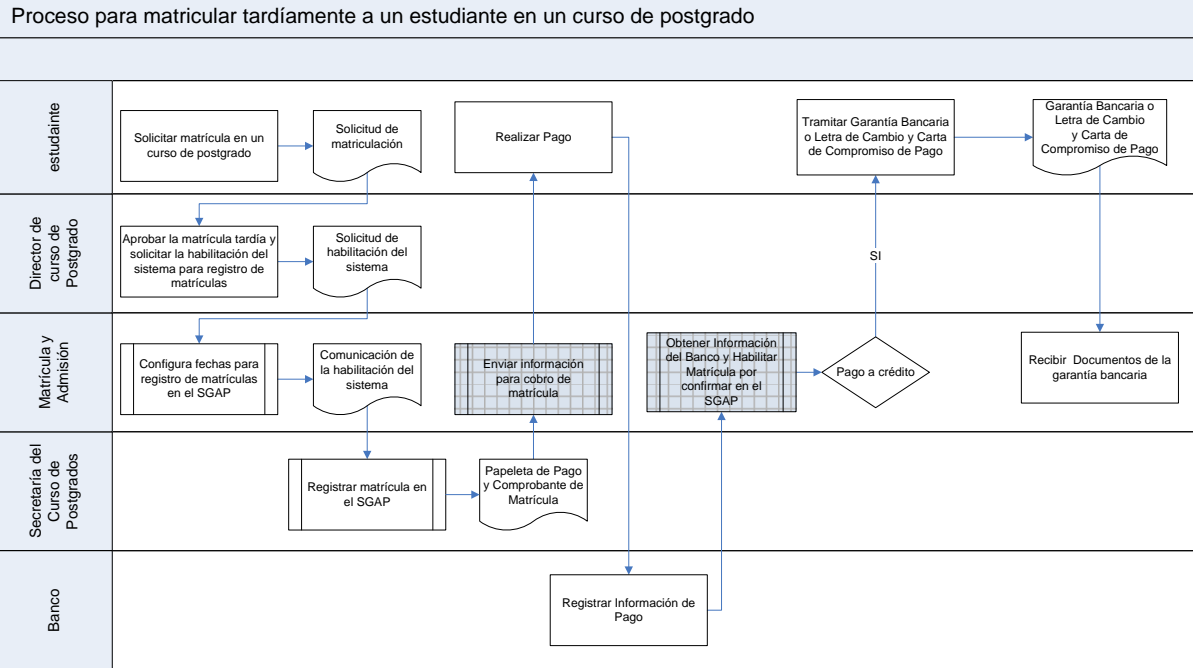 Proceso para matricular tardíamente a un estudiante en un curso de postgrado
estudainte
Solicitar matrícula en un
curso de postgrado
Solicitud de
matriculación
Realizar Pago
Tramitar Garantía Bancaria
o Letra de Cambio y Carta
de Compromiso de Pago
Garantía Bancaria o
Letra de Cambio
y Carta de
Compromiso de Pago
Director de
curso de
Postgrado
Aprobar la matrícula tardía y
solicitar la habilitación del
sistema para registro de
matrículas
Solicitud de
habilitación del
sistema
SI
Matrícula y
Admisión
Configura fechas para
registro de matrículas
en el SGAP
Comunicación de
la habilitación del
sistema
Enviar información
para cobro de
matrícula
Obtener Información
del Banco y Habilitar
Matrícula por
confirmar en el
SGAP
Pago a crédito
Recibir Documentos de la
garantía bancaria
Secretaría del
Curso de
Postgrados
Registrar matrícula en
el SGAP
Papeleta de Pago
y Comprobante de
Matrícula
Banco
Registrar Información de
Pago